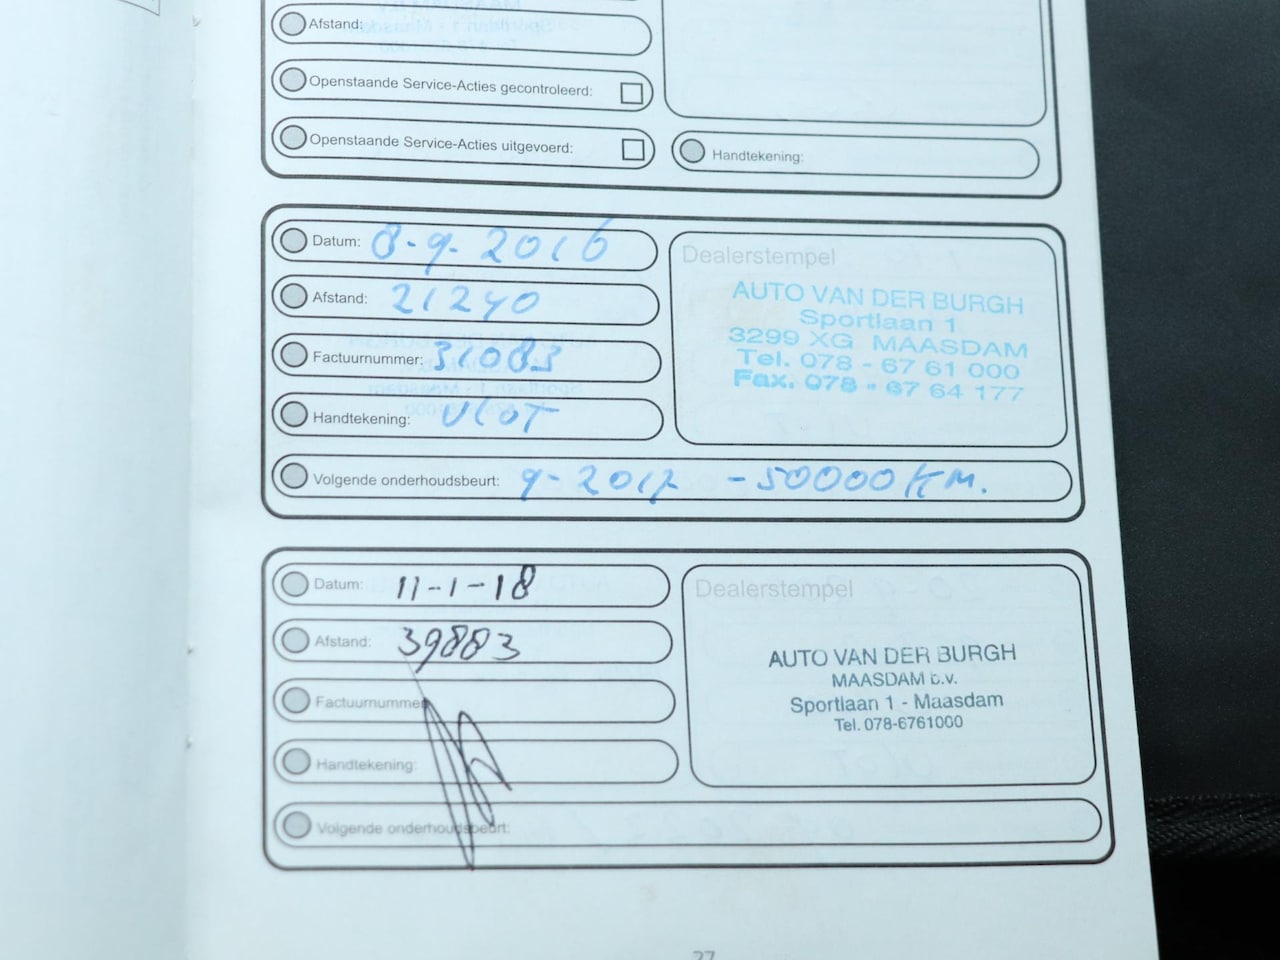 Afstand:
Openstaande Service-Acties gecontroleerd:
Openstaande Service-Acties uitgevoerd:
Handtekening:
Datum: 8-9-2016
Afstand: 21240
Factuurnummer: 31083
Handtekening: VLOT
Volgende onderhoudsbeurt: 9-2017 - 50000 KM.
Dealerstempel
AUTO VAN DER BURGH
Sportlaan 1
3299 XG MAASDAM
Tel. 078 - 67 61 000
Fax. 078 - 67 64 177
Datum: 11-1-18
Afstand: 39883
Factuurnummer
Handtekening:
Volgende onderhoudsbeurt:
Dealerstempel
AUTO VAN DER BURGH
MAASDAM b.v.
Sportlaan 1 - Maasdam
Tel. 078-6761000